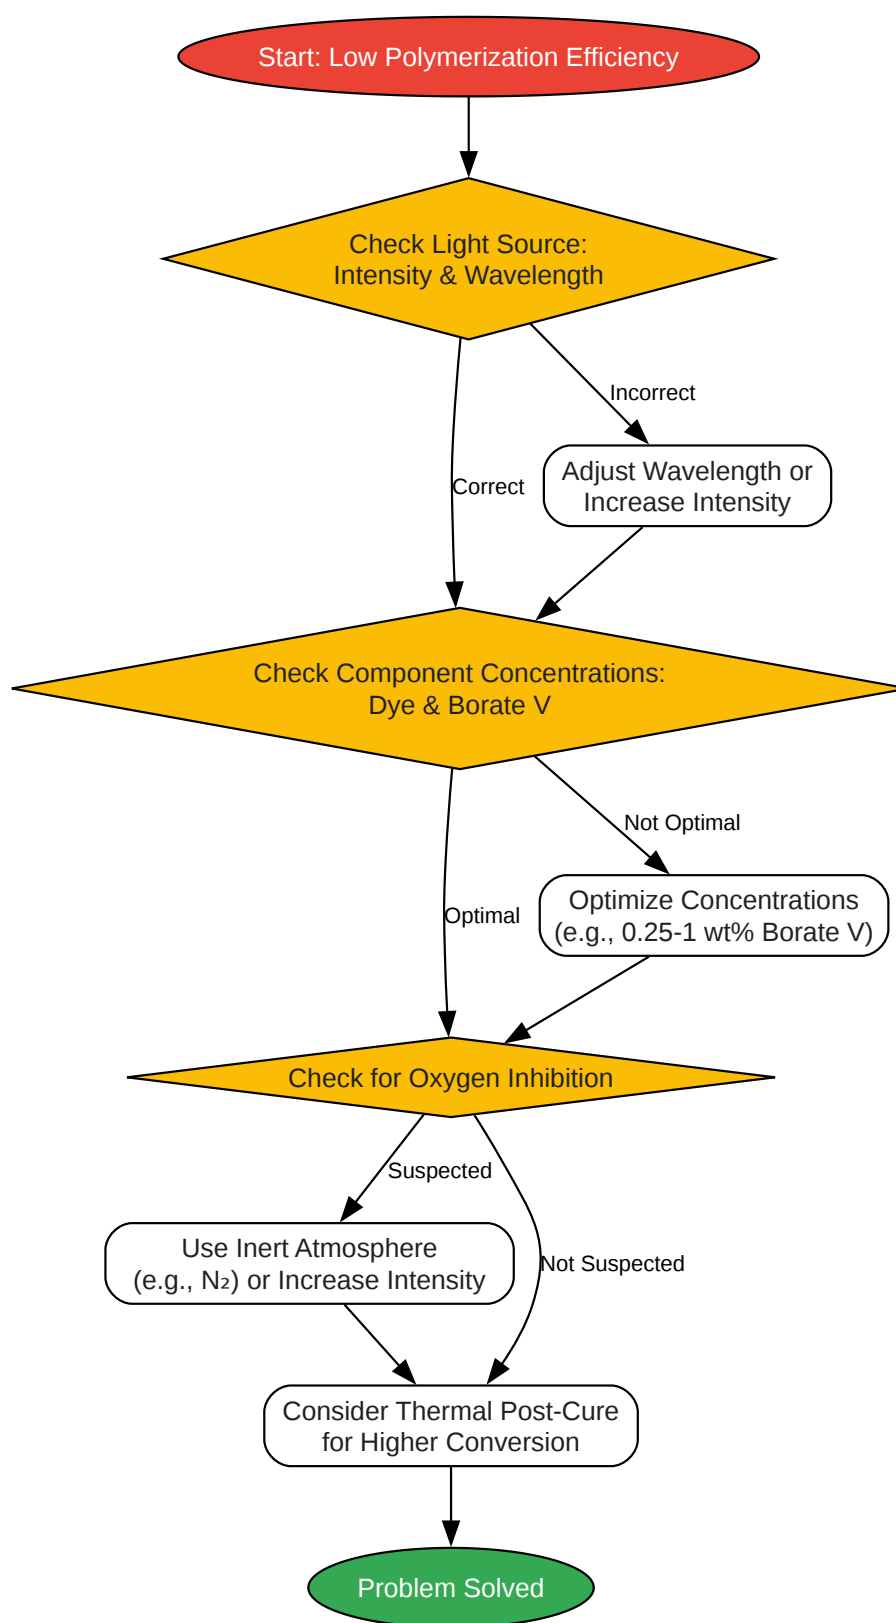 Start: Low Polymerization Efficiency
Check Light Source:
Intensity & Wavelength
Incorrect
Adjust Wavelength or
Increase Intensity
Correct
Check Component Concentrations:
Dye & Borate V
Not Optimal
Optimize Concentrations
(e.g., 0.25-1 wt% Borate V)
Optimal
Check for Oxygen Inhibition
Suspected
Use Inert Atmosphere
(e.g., N₂) or Increase Intensity
Not Suspected
Consider Thermal Post-Cure
for Higher Conversion
Problem Solved